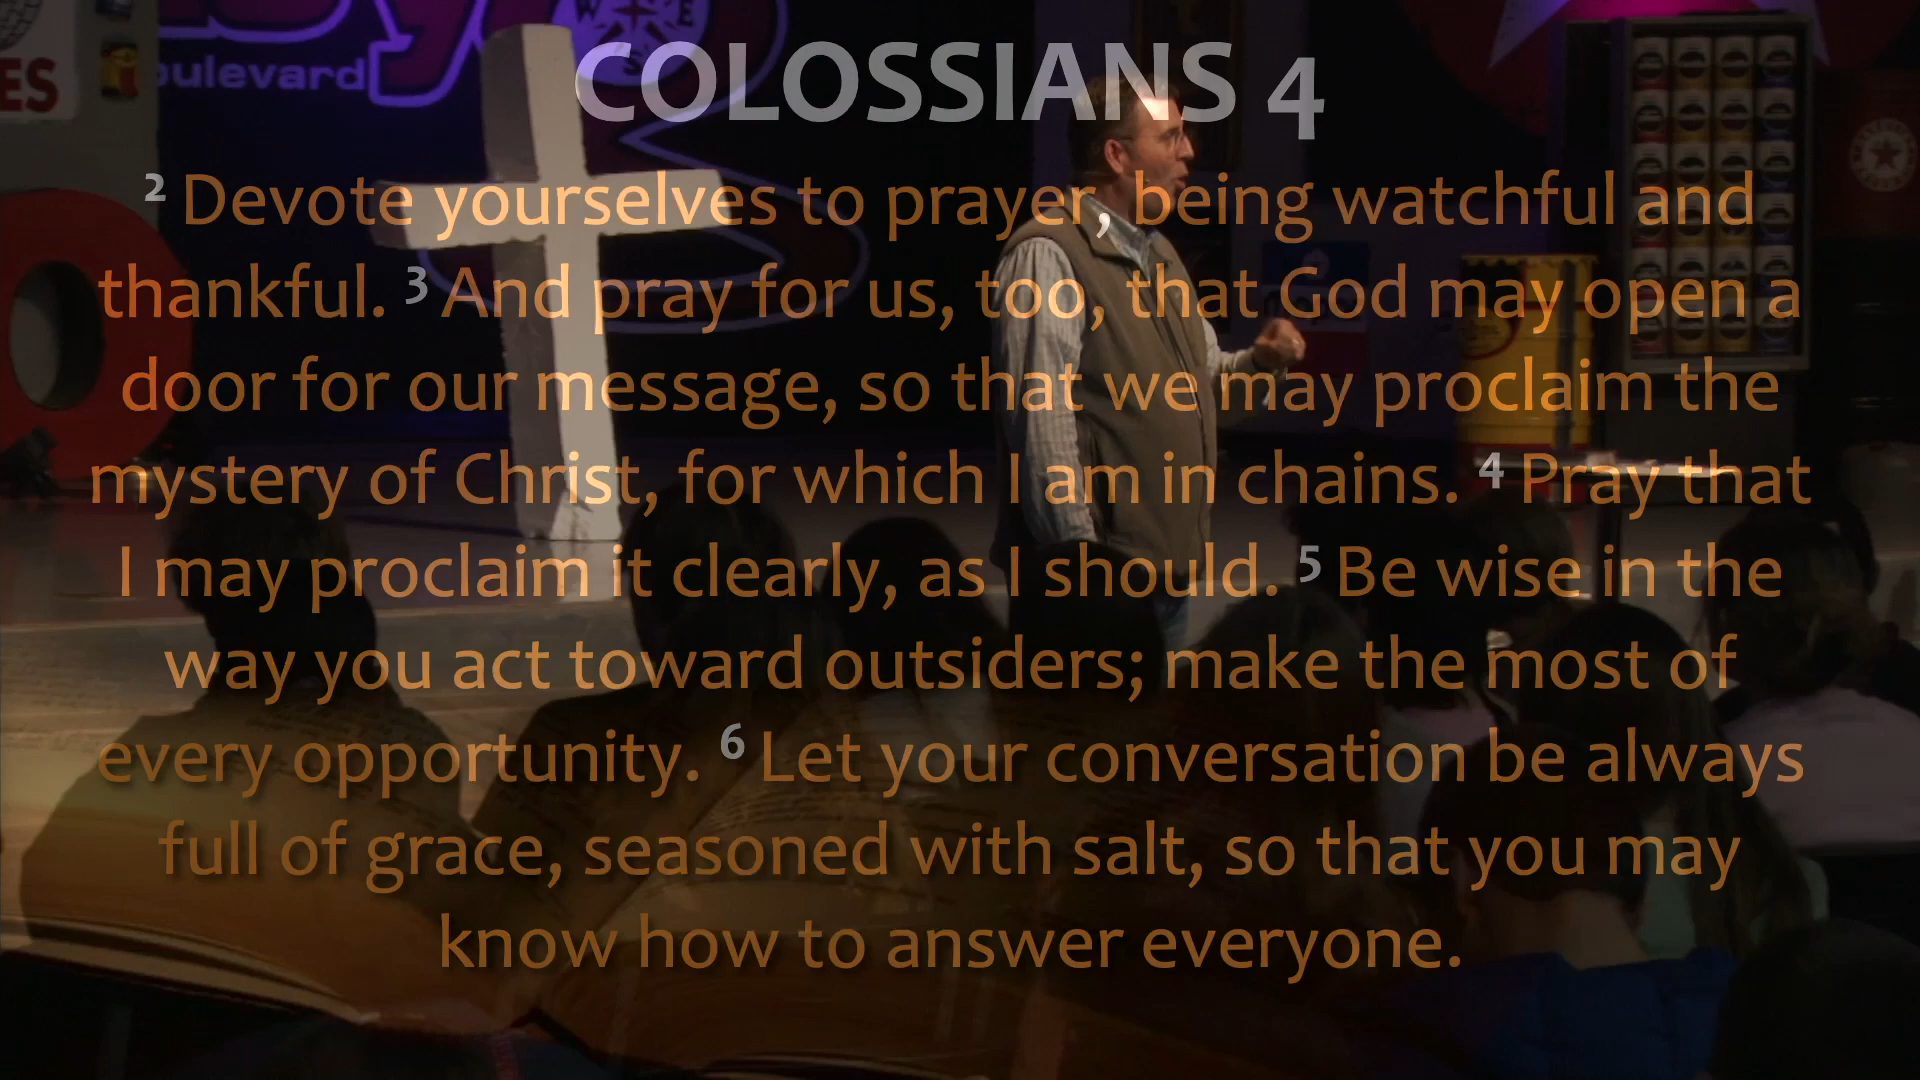 COLOSSIANS 4
2 Devote yourselves to prayer, being watchful and
thankful. 3 And pray for us, too, that God may open a
door for our message, so that we may proclaim the
mystery of Christ, for which I am in chains. 4 Pray that
I may proclaim it clearly, as I should. 5 Be wise in the
way you act toward outsiders; make the most of
every opportunity. 6 Let your conversation be always
full of grace, seasoned with salt, so that you may
know how to answer everyone.
oulevard
ES